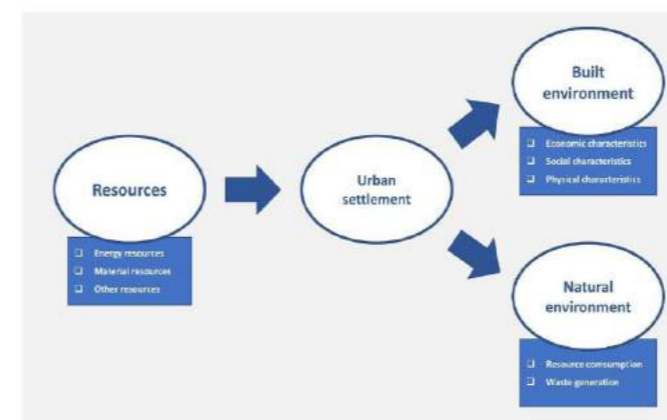 Resources
Energy resources
Material resources
Other resources
Urban
settlement
Built
environment
Economic characteristics
Social characteristics
Physical characteristics
Natural
environment
Resource comsumption
Waste generation